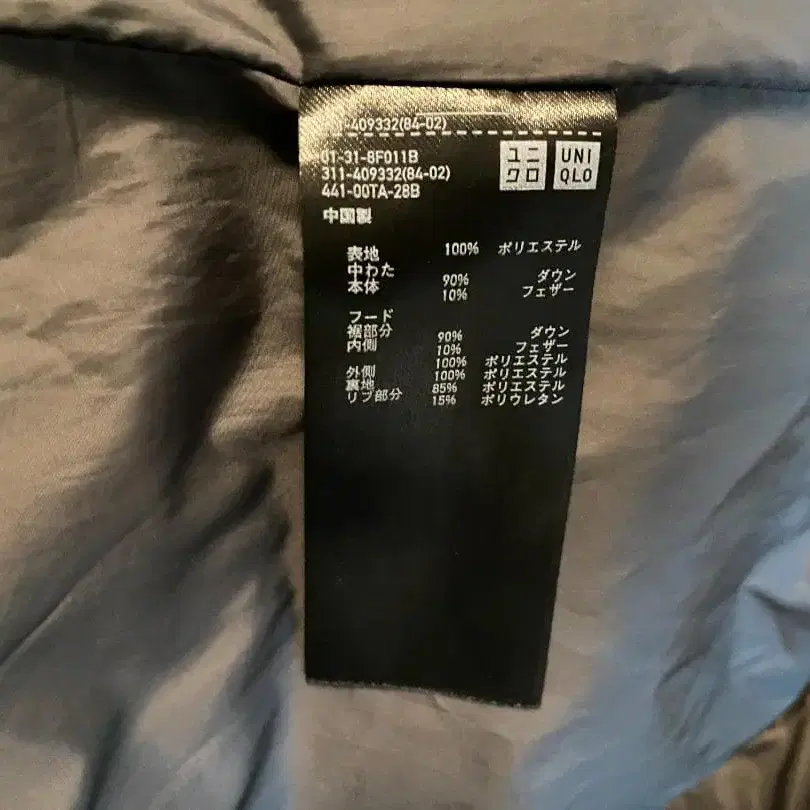 -409332(84-02)
01-31-8F011B
311-409332(84-02)
441-00TA-28B
ユニ
クロ
UNI
QLO
中国製
表地 100% ポリエステル
中わた
本体 90% ダウン
10% フェザー
フード
裾部分 90% ダウン
内側 10% フェザー
100% ポリエステル
外側 100% ポリエステル
裏地 85% ポリエステル
リブ部分 15% ポリウレタン